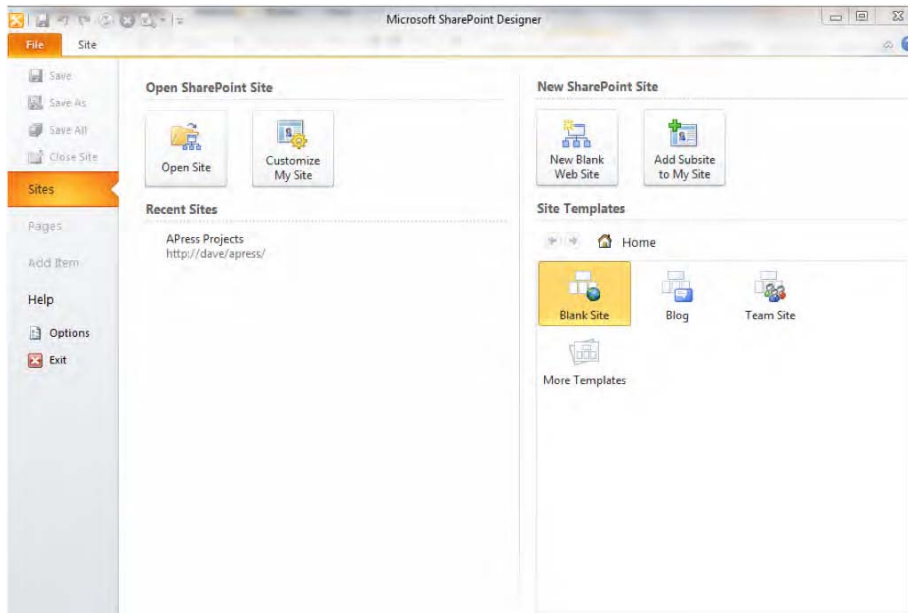 Microsoft SharePoint Designer
File
Site
Save
Save As
Save All
Close Site
Sites
Pages
Add Item
Help
Options
Exit
Open SharePoint Site
Open Site
Customize
My Site
Recent Sites
APress Projects
http://dave/apress/
New SharePoint Site
New Blank
Web Site
Add Subsite
to My Site
Site Templates
Home
Blank Site
Blog
Team Site
More Templates